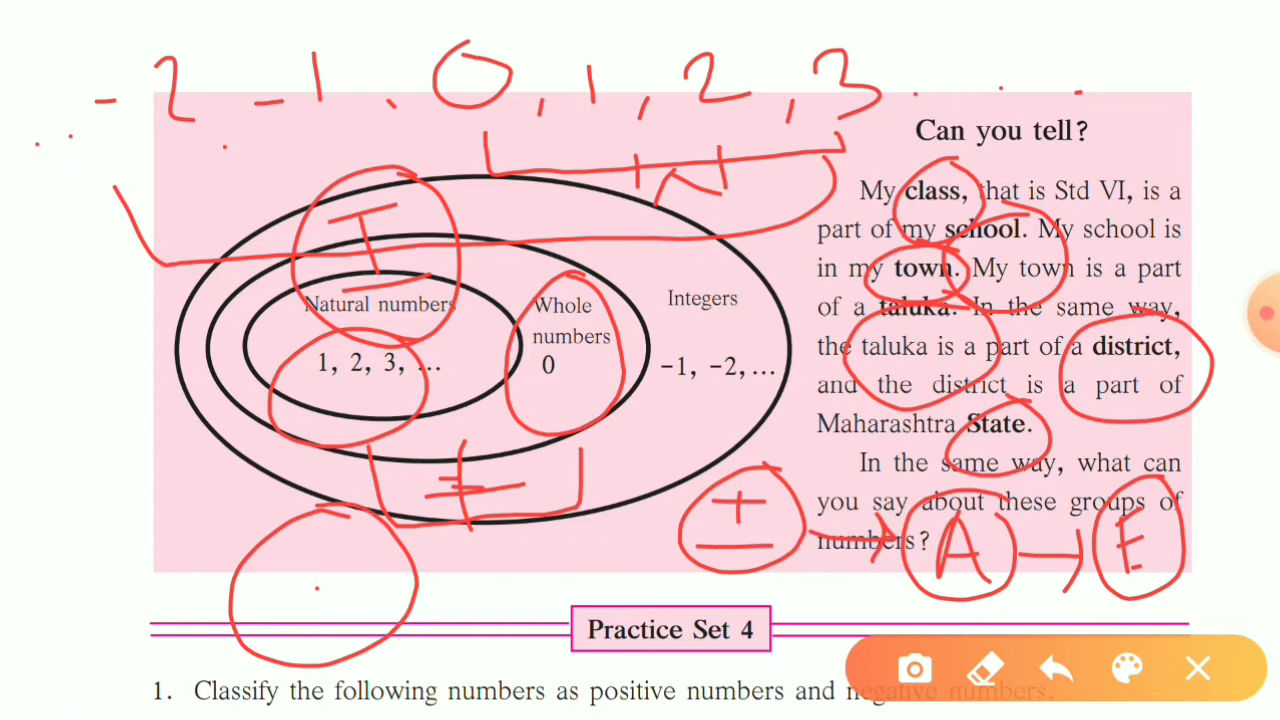 - 2 - 1 , 0 , 1 , 2 , 3 . . .
N
I
Natural numbers
1, 2, 3, ...
Whole
numbers
0
Integers
-1, -2, ...
Can you tell?
My class, that is Std VI, is a
part of my school. My school is
in my town. My town is a part
of a taluka. In the same way,
the taluka is a part of a district,
and the district is a part of
Maharashtra State.
In the same way, what can
you say about these groups of
numbers?
± → A → E
Practice Set 4
1. Classify the following numbers as positive numbers and negative numbers.